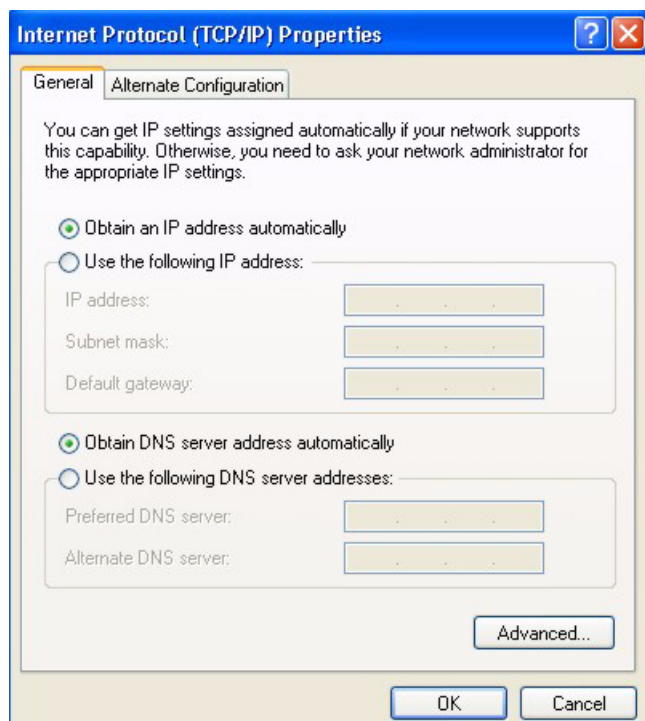 Internet Protocol (TCP/IP) Properties
General
Alternate Configuration
You can get IP settings assigned automatically if your network supports
this capability. Otherwise, you need to ask your network administrator for
the appropriate IP settings.
Obtain an IP address automatically
Use the following IP address:
IP address:
Subnet mask:
Default gateway:
Obtain DNS server address automatically
Use the following DNS server addresses:
Preferred DNS server:
Alternate DNS server:
Advanced...
OK
Cancel